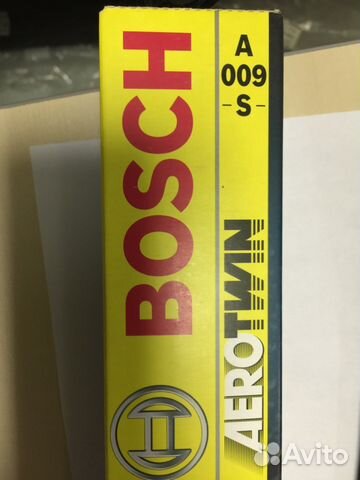 A
009
-S-
BOSCH
AEROTWIN
Avito